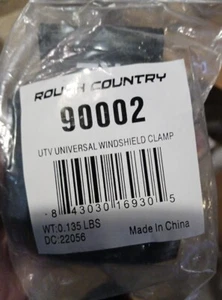 ROUGH COUNTRY
90002
UTV UNIVERSAL WINDSHIELD CLAMP
8 43030 16930 5
WT:0.135 LBS
DC:22056
Made In China